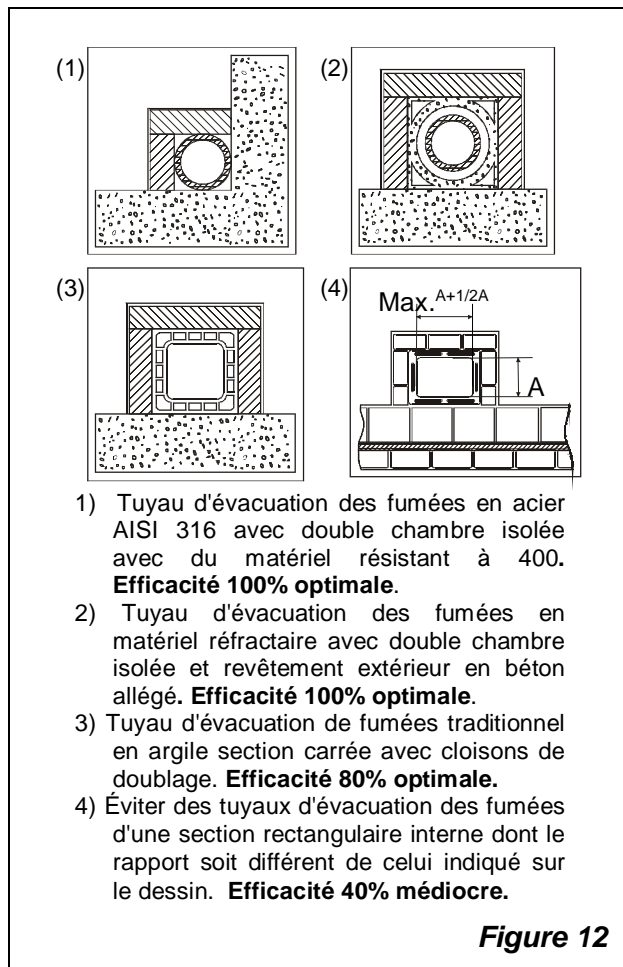 (1)
(2)
(3)
(4)
Max. A+1/2A
A
1) Tuyau d'évacuation des fumées en acier
AISI 316 avec double chambre isolée
avec du matériel résistant à 400.
Efficacité 100% optimale.
2) Tuyau d'évacuation des fumées en
matériel réfractaire avec double chambre
isolée et revêtement extérieur en béton
allégé. Efficacité 100% optimale.
3) Tuyau d'évacuation de fumées traditionnel
en argile section carrée avec cloisons de
doublage. Efficacité 80% optimale.
4) Éviter des tuyaux d'évacuation des fumées
d'une section rectangulaire interne dont le
rapport soit différent de celui indiqué sur
le dessin. Efficacité 40% médiocre.
Figure 12